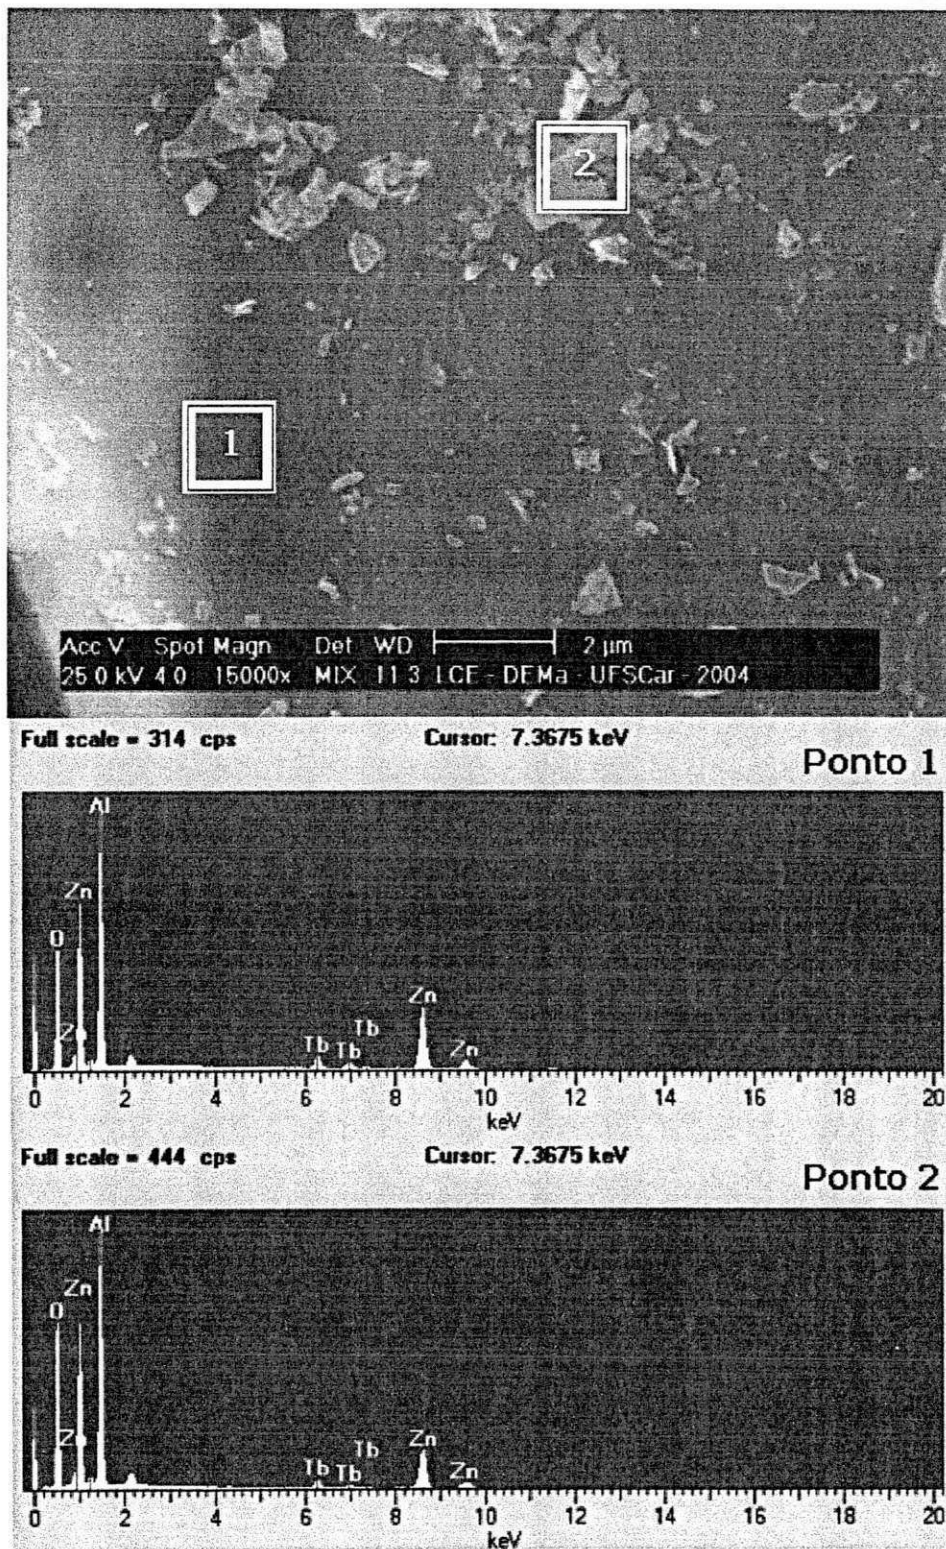 2
1
Acc V Spot Magn Det WD 2 µm
25.0 kV 4.0 15000x MIX 11.3 LCE - DEMa - UFSCar - 2004
Full scale = 314 cps Cursor: 7.3675 keV
Ponto 1
Al
Zn
O
Zn
Tb
Tb Tb
Zn
0 2 4 6 8 10 12 14 16 18 20
keV
Full scale = 444 cps Cursor: 7.3675 keV
Ponto 2
Al
Zn
O
Zn
Tb
Tb Tb
Zn
0 2 4 6 8 10 12 14 16 18 20
keV